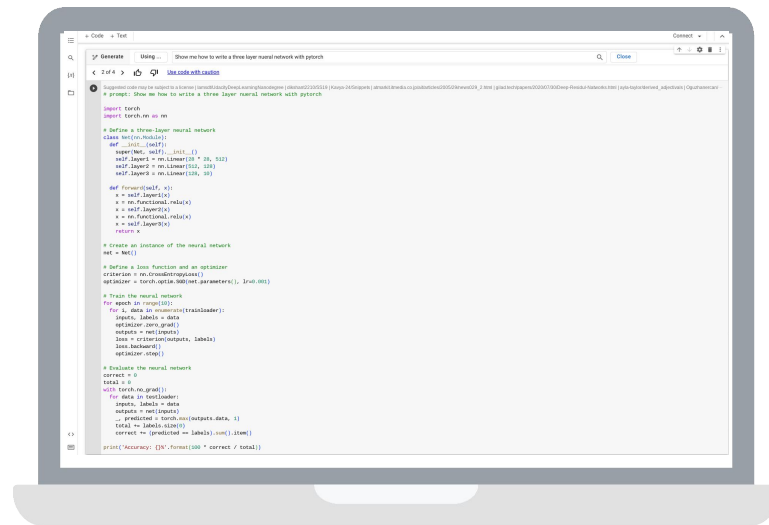 + Code + Text
Connect
Generate Using ... Show me how to write a three layer nueral network with pytorch Close
2 of 4 Use code with caution
Suggested code may be subject to a license |
# prompt: Show me how to write a three layer nueral network with pytorch
import torch
import torch.nn as nn
# Define a three-layer neural network
class Net(nn.Module):
def __init__(self):
super(Net, self).__init__()
self.layer1 = nn.Linear(28 * 28, 512)
self.layer2 = nn.Linear(512, 128)
self.layer3 = nn.Linear(128, 10)
def forward(self, x):
x = self.layer1(x)
x = nn.functional.relu(x)
x = self.layer2(x)
x = nn.functional.relu(x)
x = self.layer3(x)
return x
# Create an instance of the neural network
net = Net()
# Define a loss function and an optimizer
criterion = nn.CrossEntropyLoss()
optimizer = torch.optim.SGD(net.parameters(), lr=0.001)
# Train the neural network
for epoch in range(10):
for i, data in enumerate(trainloader):
inputs, labels = data
optimizer.zero_grad()
outputs = net(inputs)
loss = criterion(outputs, labels)
loss.backward()
optimizer.step()
# Evaluate the neural network
correct = 0
total = 0
with torch.no_grad():
for data in testloader:
inputs, labels = data
outputs = net(inputs)
_, predicted = torch.max(outputs.data, 1)
total += labels.size(0)
correct += (predicted == labels).sum().item()
print('Accuracy: {}%'.format(100 * correct / total))